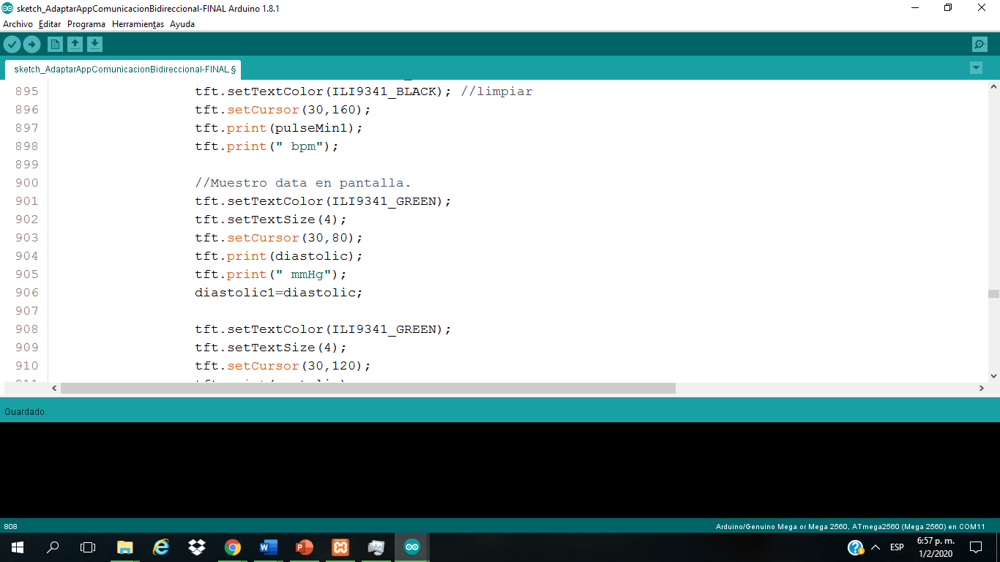 sketch_AdaptarAppComunicacionBidireccional-FINAL Arduino 1.8.1
Archivo Editar Programa Herramientas Ayuda
sketch_AdaptarAppComunicacionBidireccional-FINAL §
895 tft.setTextColor(ILI9341_BLACK); //limpiar
896 tft.setCursor(30,160);
897 tft.print(pulseMin1);
898 tft.print(" bpm");
899
900 //Muestro data en pantalla.
901 tft.setTextColor(ILI9341_GREEN);
902 tft.setTextSize(4);
903 tft.setCursor(30,80);
904 tft.print(diastolic);
905 tft.print(" mmHg");
906 diastolic1=diastolic;
907
908 tft.setTextColor(ILI9341_GREEN);
909 tft.setTextSize(4);
910 tft.setCursor(30,120);
Guardado.
808 Arduino/Genuino Mega or Mega 2560, ATmega2560 (Mega 2560) en COM11
ESP 6:57 p. m.
1/2/2020